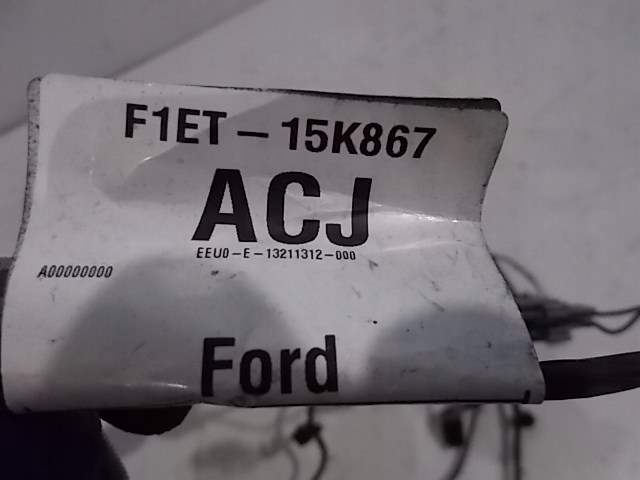 F1ET-15K867
ACJ
EEU0-E-13211312-000
A00000000
Ford